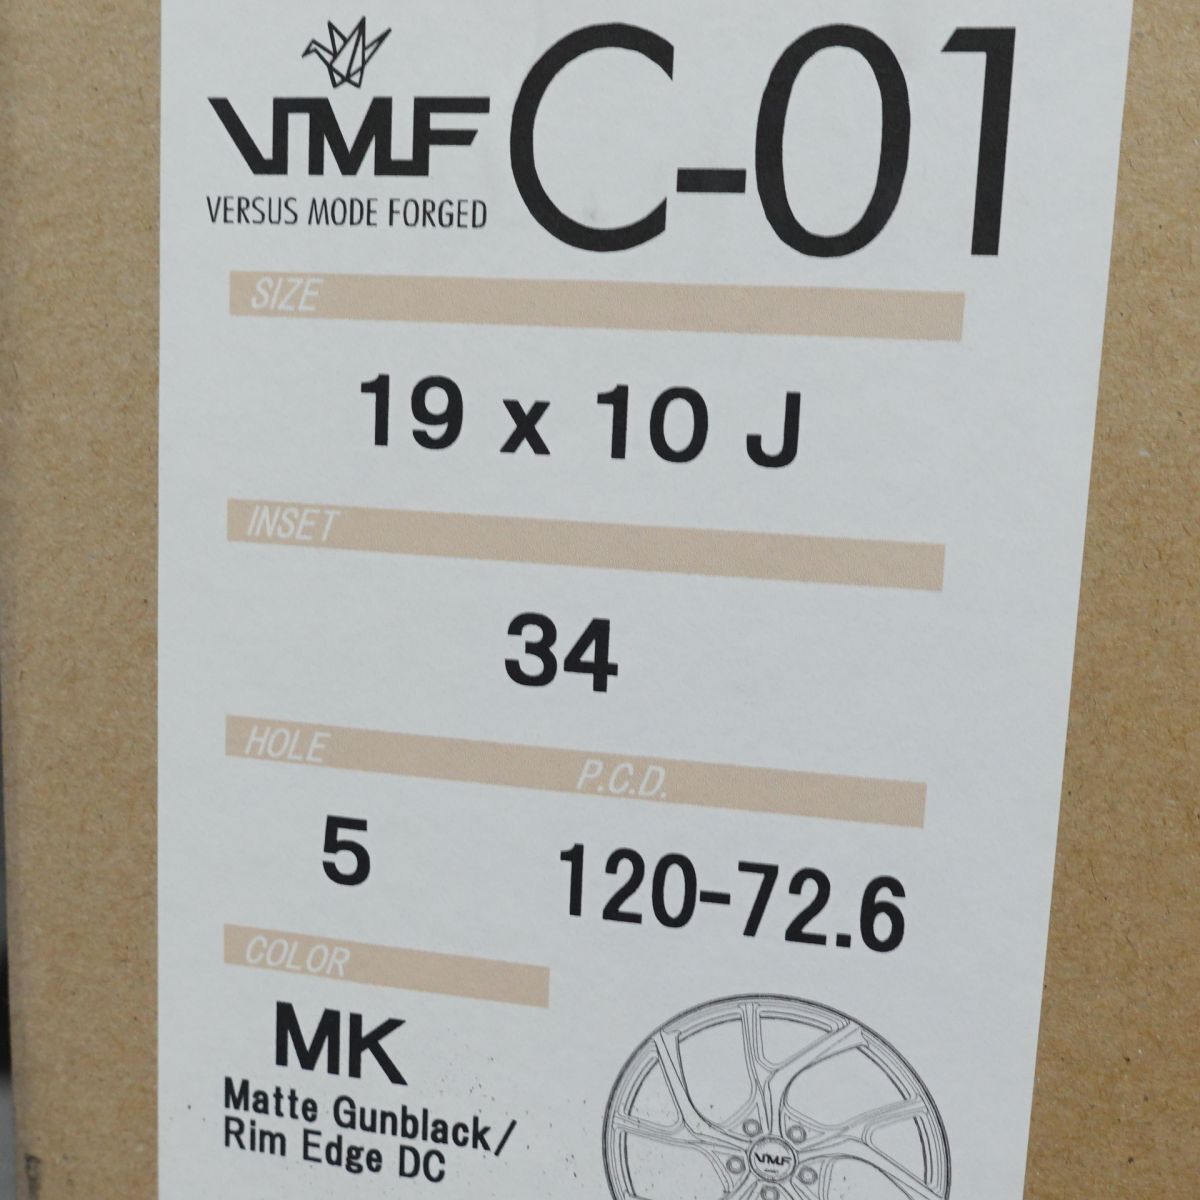 VMF C-01
VERSUS MODE FORGED
SIZE
19 x 10 J
INSET
34
HOLE P.C.D.
5 120-72.6
COLOR
MK
Matte Gunblack/
Rim Edge DC
VMF